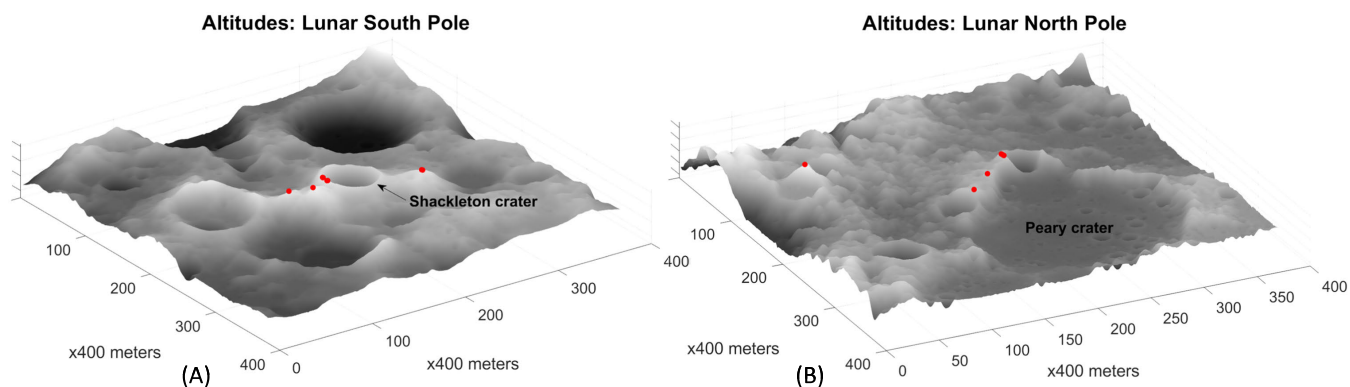 Altitudes: Lunar South Pole
Shackleton crater
100
200
300
400
0
100
200
300
400
x400 meters
x400 meters
(A)
Altitudes: Lunar North Pole
Peary crater
100
200
300
400
0
50
100
150
200
250
300
350
400
x400 meters
x400 meters
(B)